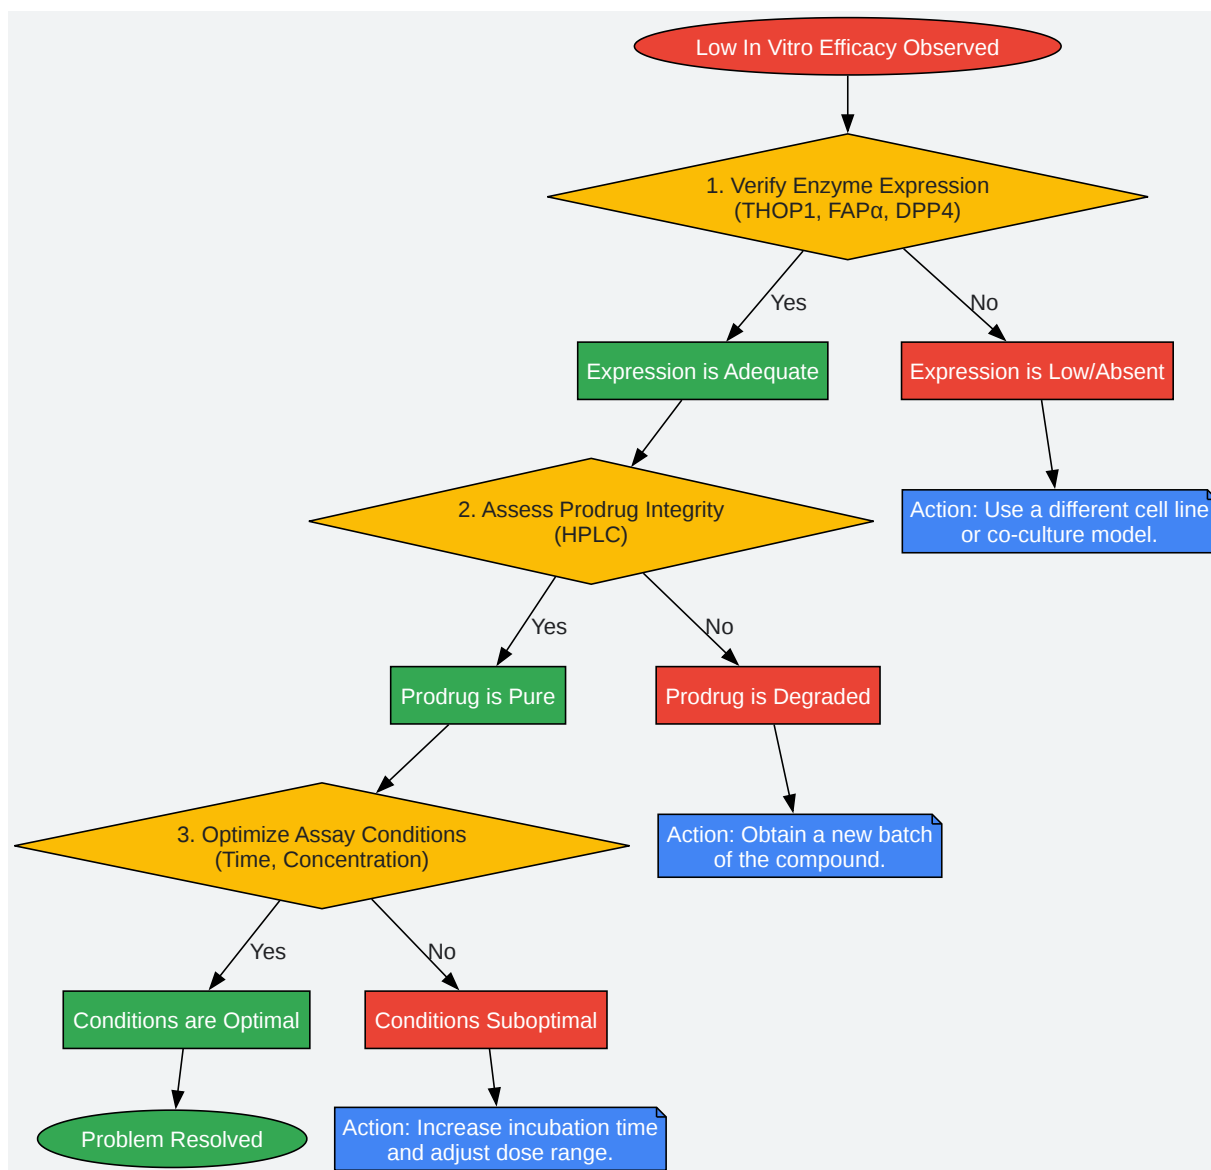 Low In Vitro Efficacy Observed
1. Verify Enzyme Expression
(THOP1, FAPα, DPP4)
Yes
No
Expression is Adequate
Expression is Low/Absent
2. Assess Prodrug Integrity
(HPLC)
Action: Use a different cell line
or co-culture model.
Yes
No
Prodrug is Pure
Prodrug is Degraded
3. Optimize Assay Conditions
(Time, Concentration)
Action: Obtain a new batch
of the compound.
Yes
No
Conditions are Optimal
Conditions Suboptimal
Problem Resolved
Action: Increase incubation time
and adjust dose range.